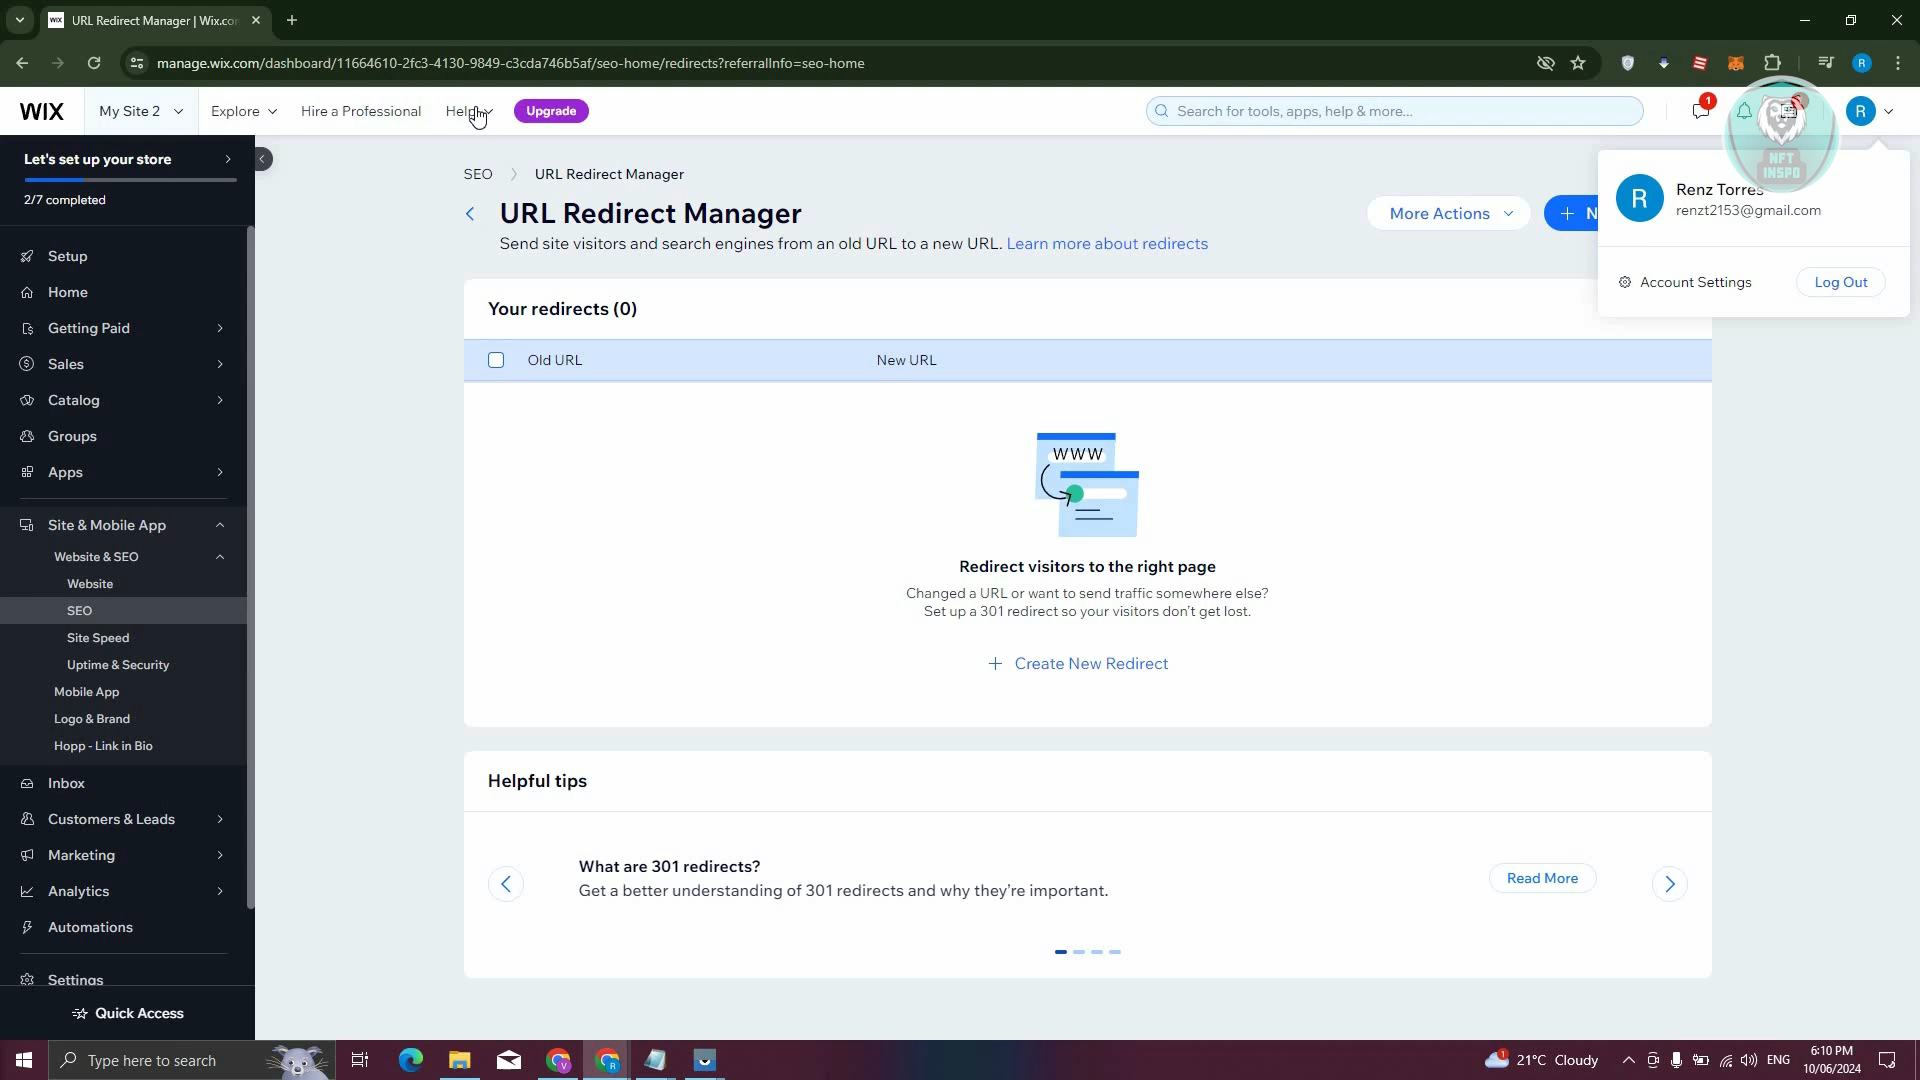 URL Redirect Manager | Wix.co
manage.wix.com/dashboard/11664610-2fc3-4130-9849-c3cda746b5af/seo-home/redirects?referralInfo=seo-home
R
WIX
My Site 2
Explore
Hire a Professional
Help
Upgrade
Search for tools, apps, help & more...
1
R
NFT
INSPO
Let's set up your store
2/7 completed
Setup
Home
Getting Paid
Sales
Catalog
Groups
Apps
Site & Mobile App
Website & SEO
Website
SEO
Site Speed
Uptime & Security
Mobile App
Logo & Brand
Hopp - Link in Bio
Inbox
Customers & Leads
Marketing
Analytics
Automations
Settings
Quick Access
SEO
URL Redirect Manager
URL Redirect Manager
Send site visitors and search engines from an old URL to a new URL. Learn more about redirects
More Actions
+ N
R
Renz Torres
renzt2153@gmail.com
Account Settings
Log Out
Your redirects (0)
Old URL
New URL
WWW
Redirect visitors to the right page
Changed a URL or want to send traffic somewhere else?
Set up a 301 redirect so your visitors don't get lost.
+ Create New Redirect
Helpful tips
What are 301 redirects?
Get a better understanding of 301 redirects and why they're important.
Read More
Type here to search
21°C Cloudy
ENG
6:10 PM
10/06/2024